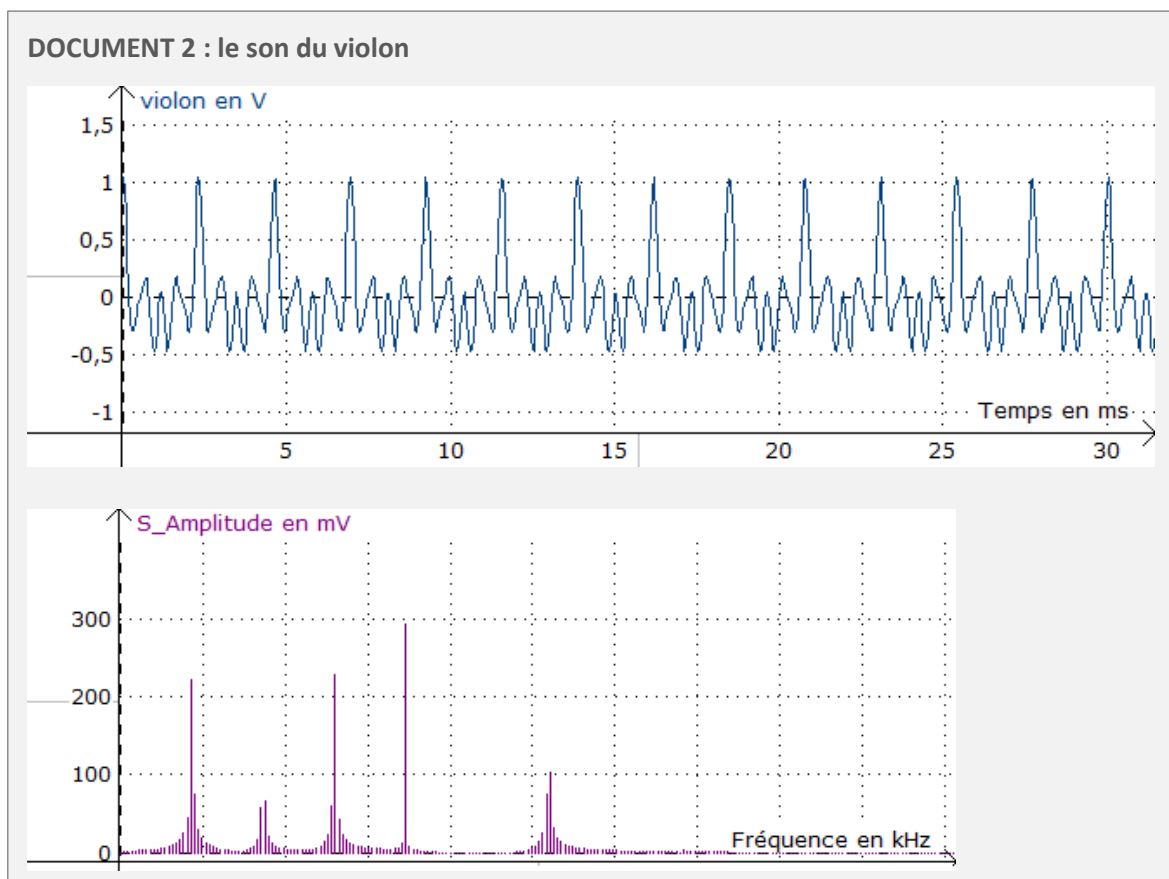 DOCUMENT 2 : le son du violon
violon en V
1,5
1
0,5
0
-0,5
-1
Temps en ms
5 10 15 20 25 30
S_Amplitude en mV
300
200
100
0
Fréquence en kHz